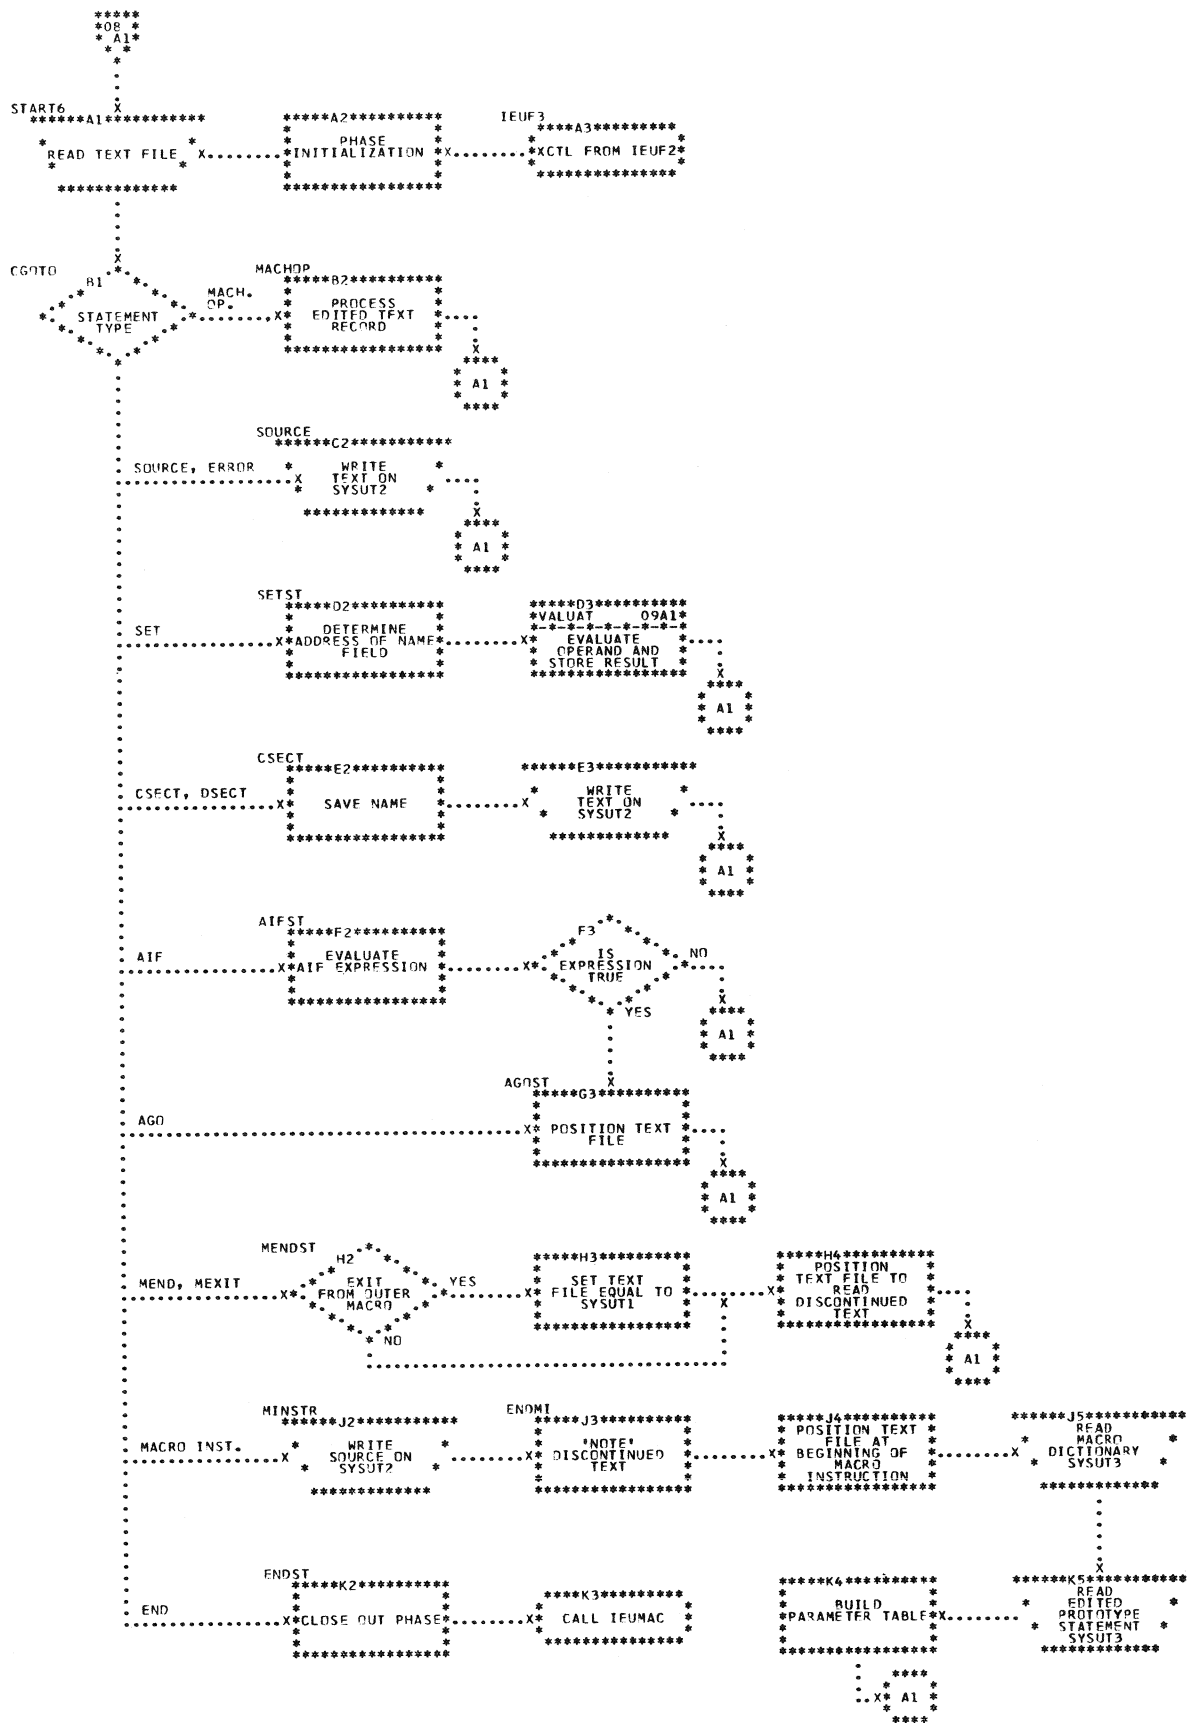 08
A1
START6
A1
READ TEXT FILE
A2
PHASE
INITIALIZATION
IEUF3
A3
XCTL FROM IEUF2
CGOTO
B1
STATEMENT
TYPE
MACH.
OP.
MACHOP
B2
PROCESS
EDITED TEXT
RECORD
A1
SOURCE
C2
SOURCE, ERROR
WRITE
TEXT ON
SYSUT2
A1
SETST
SET
D2
DETERMINE
ADDRESS OF NAME
FIELD
D3
VALUAT 09A1
EVALUATE
OPERAND AND
STORE RESULT
A1
CSECT
CSECT, DSECT
E2
SAVE NAME
E3
WRITE
TEXT ON
SYSUT2
A1
AIFST
AIF
F2
EVALUATE
AIF EXPRESSION
F3
IS
EXPRESSION
TRUE
NO
YES
A1
AGOST
AGO
G3
POSITION TEXT
FILE
A1
MENDST
MEND, MEXIT
H2
EXIT
FROM OUTER
MACRO
YES
NO
H3
SET TEXT
FILE EQUAL TO
SYSUT1
H4
POSITION
TEXT FILE TO
READ
DISCONTINUED
TEXT
A1
MINSTR
MACRO INST.
J2
WRITE
SOURCE ON
SYSUT2
ENDMI
J3
'NOTE'
DISCONTINUED
TEXT
J4
POSITION TEXT
FILE AT
BEGINNING OF
MACRO
INSTRUCTION
J5
READ
MACRO
DICTIONARY
SYSUT3
ENDST
END
K2
CLOSE OUT PHASE
K3
CALL IEUMAC
K4
BUILD
PARAMETER TABLE
K5
READ
EDITED
PROTOTYPE
STATEMENT
SYSUT3
A1